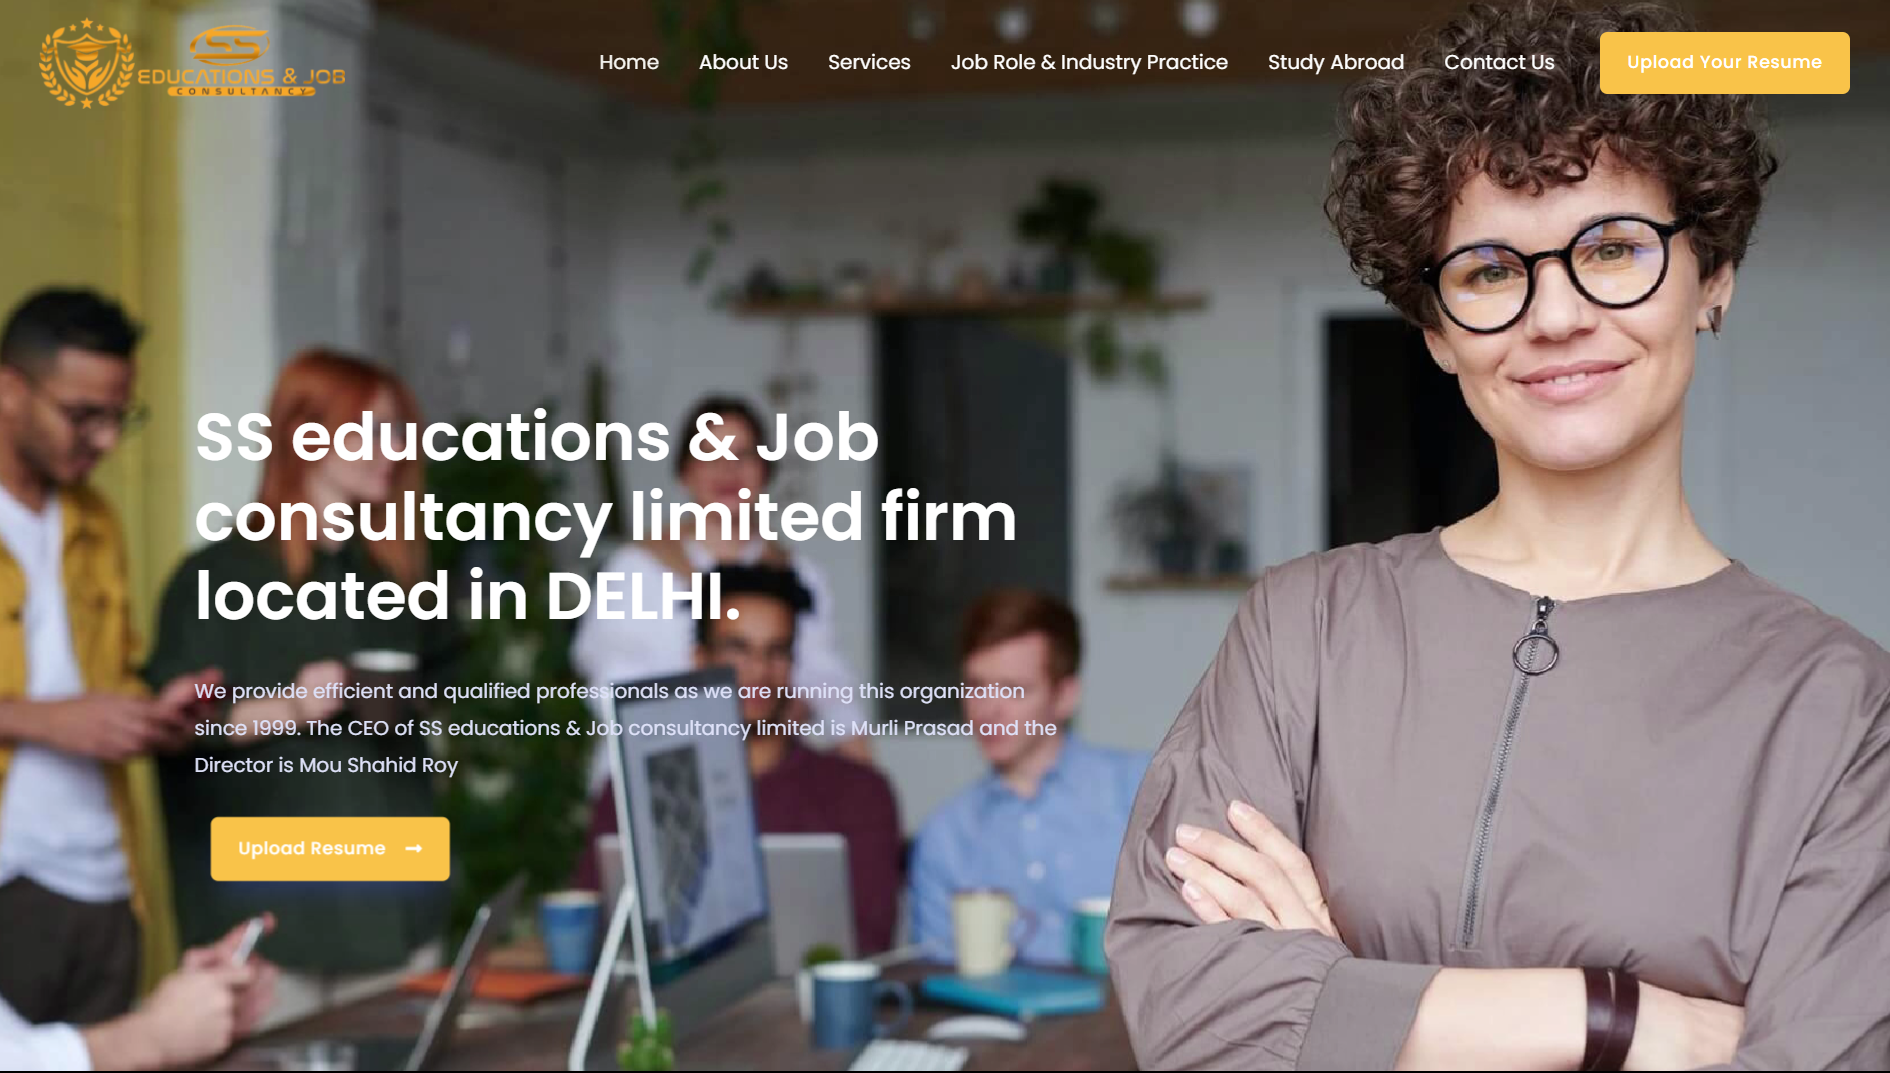 SS
EDUCATIONS & JOB
CONSULTANCY
Home About Us Services Job Role & Industry Practice Study Abroad Contact Us Upload Your Resume
SS educations & Job
consultancy limited firm
located in DELHI.
We provide efficient and qualified professionals as we are running this organization
since 1999. The CEO of SS educations & Job consultancy limited is Murli Prasad and the
Director is Mou Shahid Roy
Upload Resume →